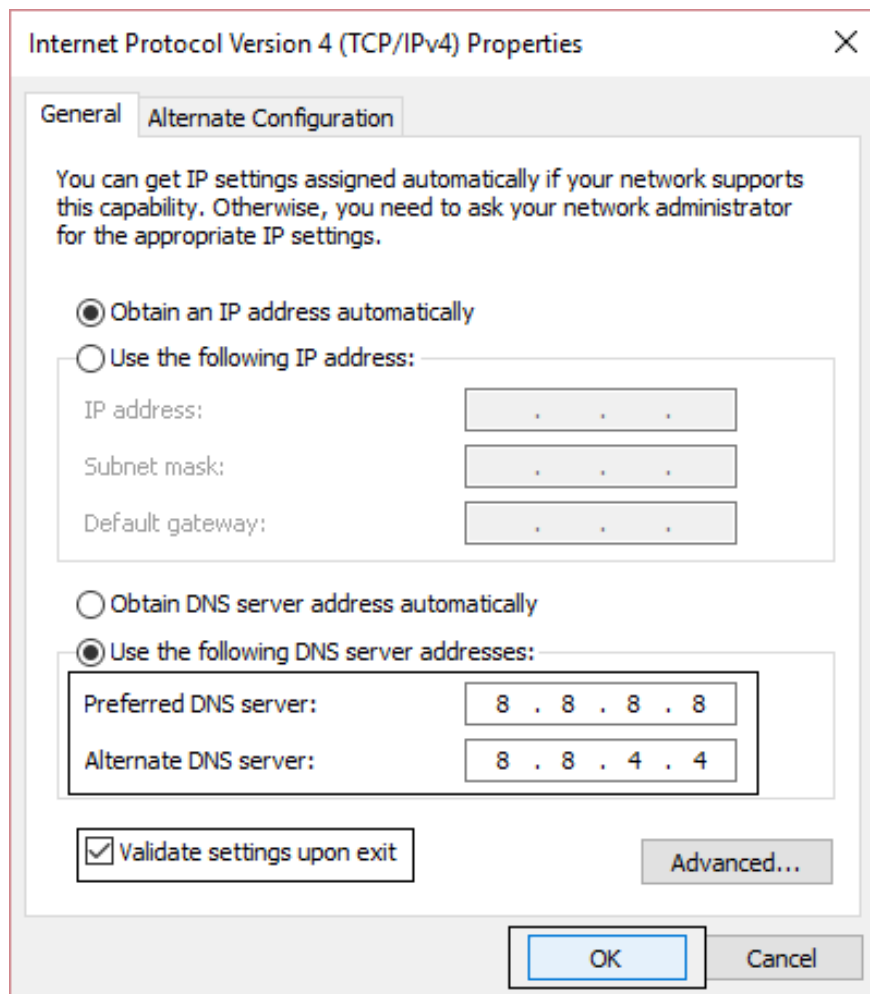 Internet Protocol Version 4 (TCP/IPv4) Properties
General
Alternate Configuration
You can get IP settings assigned automatically if your network supports
this capability. Otherwise, you need to ask your network administrator
for the appropriate IP settings.
Obtain an IP address automatically
Use the following IP address:
IP address:
. . .
Subnet mask:
. . .
Default gateway:
. . .
Obtain DNS server address automatically
Use the following DNS server addresses:
Preferred DNS server:
8 . 8 . 8 . 8
Alternate DNS server:
8 . 8 . 4 . 4
Validate settings upon exit
Advanced...
OK
Cancel